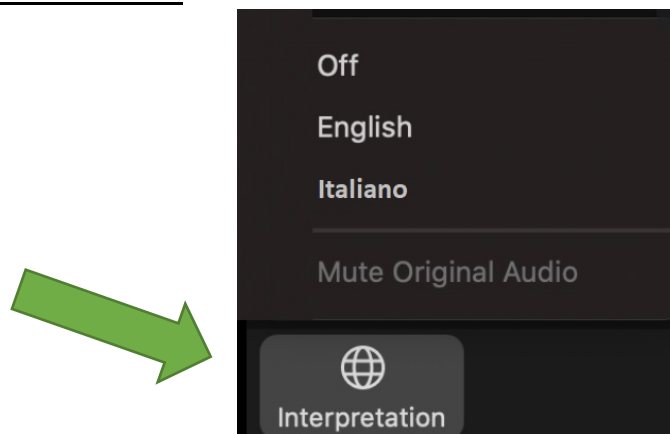 Off
English
Italiano
Mute Original Audio
Interpretation